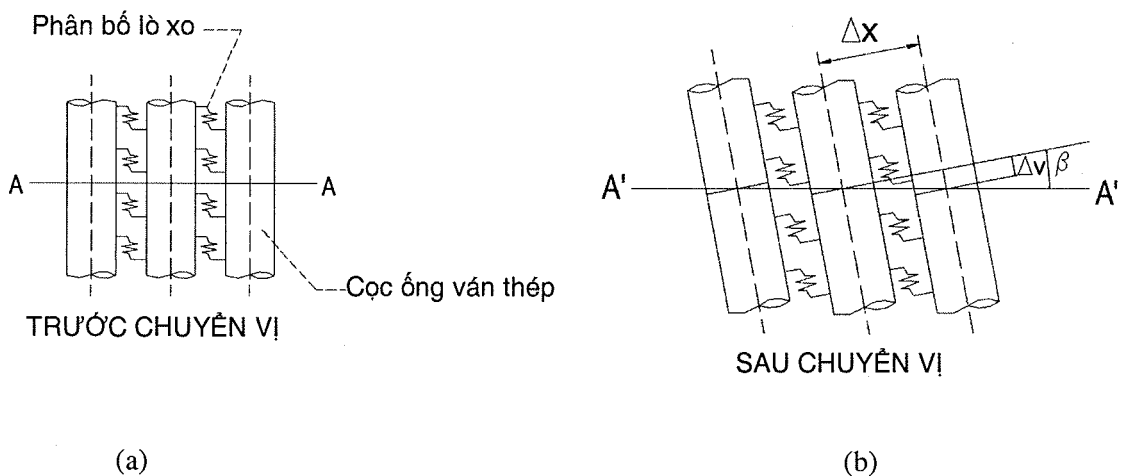 Phân bố lò xo
A
A
Cọc ống ván thép
TRƯỚC CHUYỂN VỊ
(a)
Δx
A'
Δv
β
A'
SAU CHUYỂN VỊ
(b)